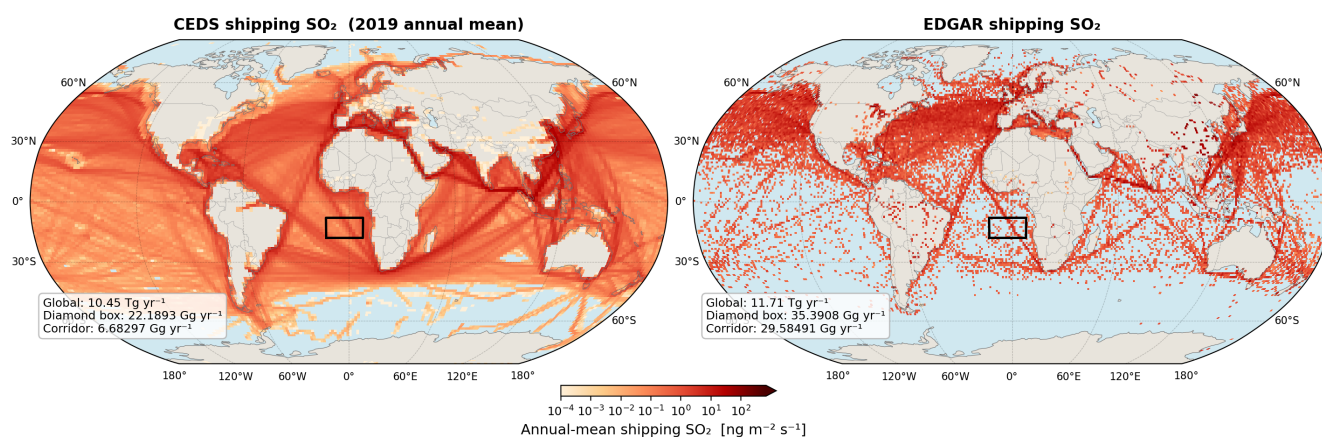 CEDS shipping SO₂ (2019 annual mean)
EDGAR shipping SO₂
60°N
60°N
60°N
60°N
30°N
30°N
30°N
0°
0°
0°
30°S
30°S
30°S
Global: 10.45 Tg yr⁻¹
Diamond box: 22.1893 Gg yr⁻¹
Corridor: 6.68297 Gg yr⁻¹
60°S
Global: 11.71 Tg yr⁻¹
Diamond box: 35.3908 Gg yr⁻¹
Corridor: 29.58491 Gg yr⁻¹
60°S
180°
120°W
60°W
0°
60°E
120°E
180°
180°
120°W
60°W
0°
60°E
120°E
180°
10⁻⁴ 10⁻³ 10⁻² 10⁻¹ 10⁰ 10¹ 10²
Annual-mean shipping SO₂ [ng m⁻² s⁻¹]